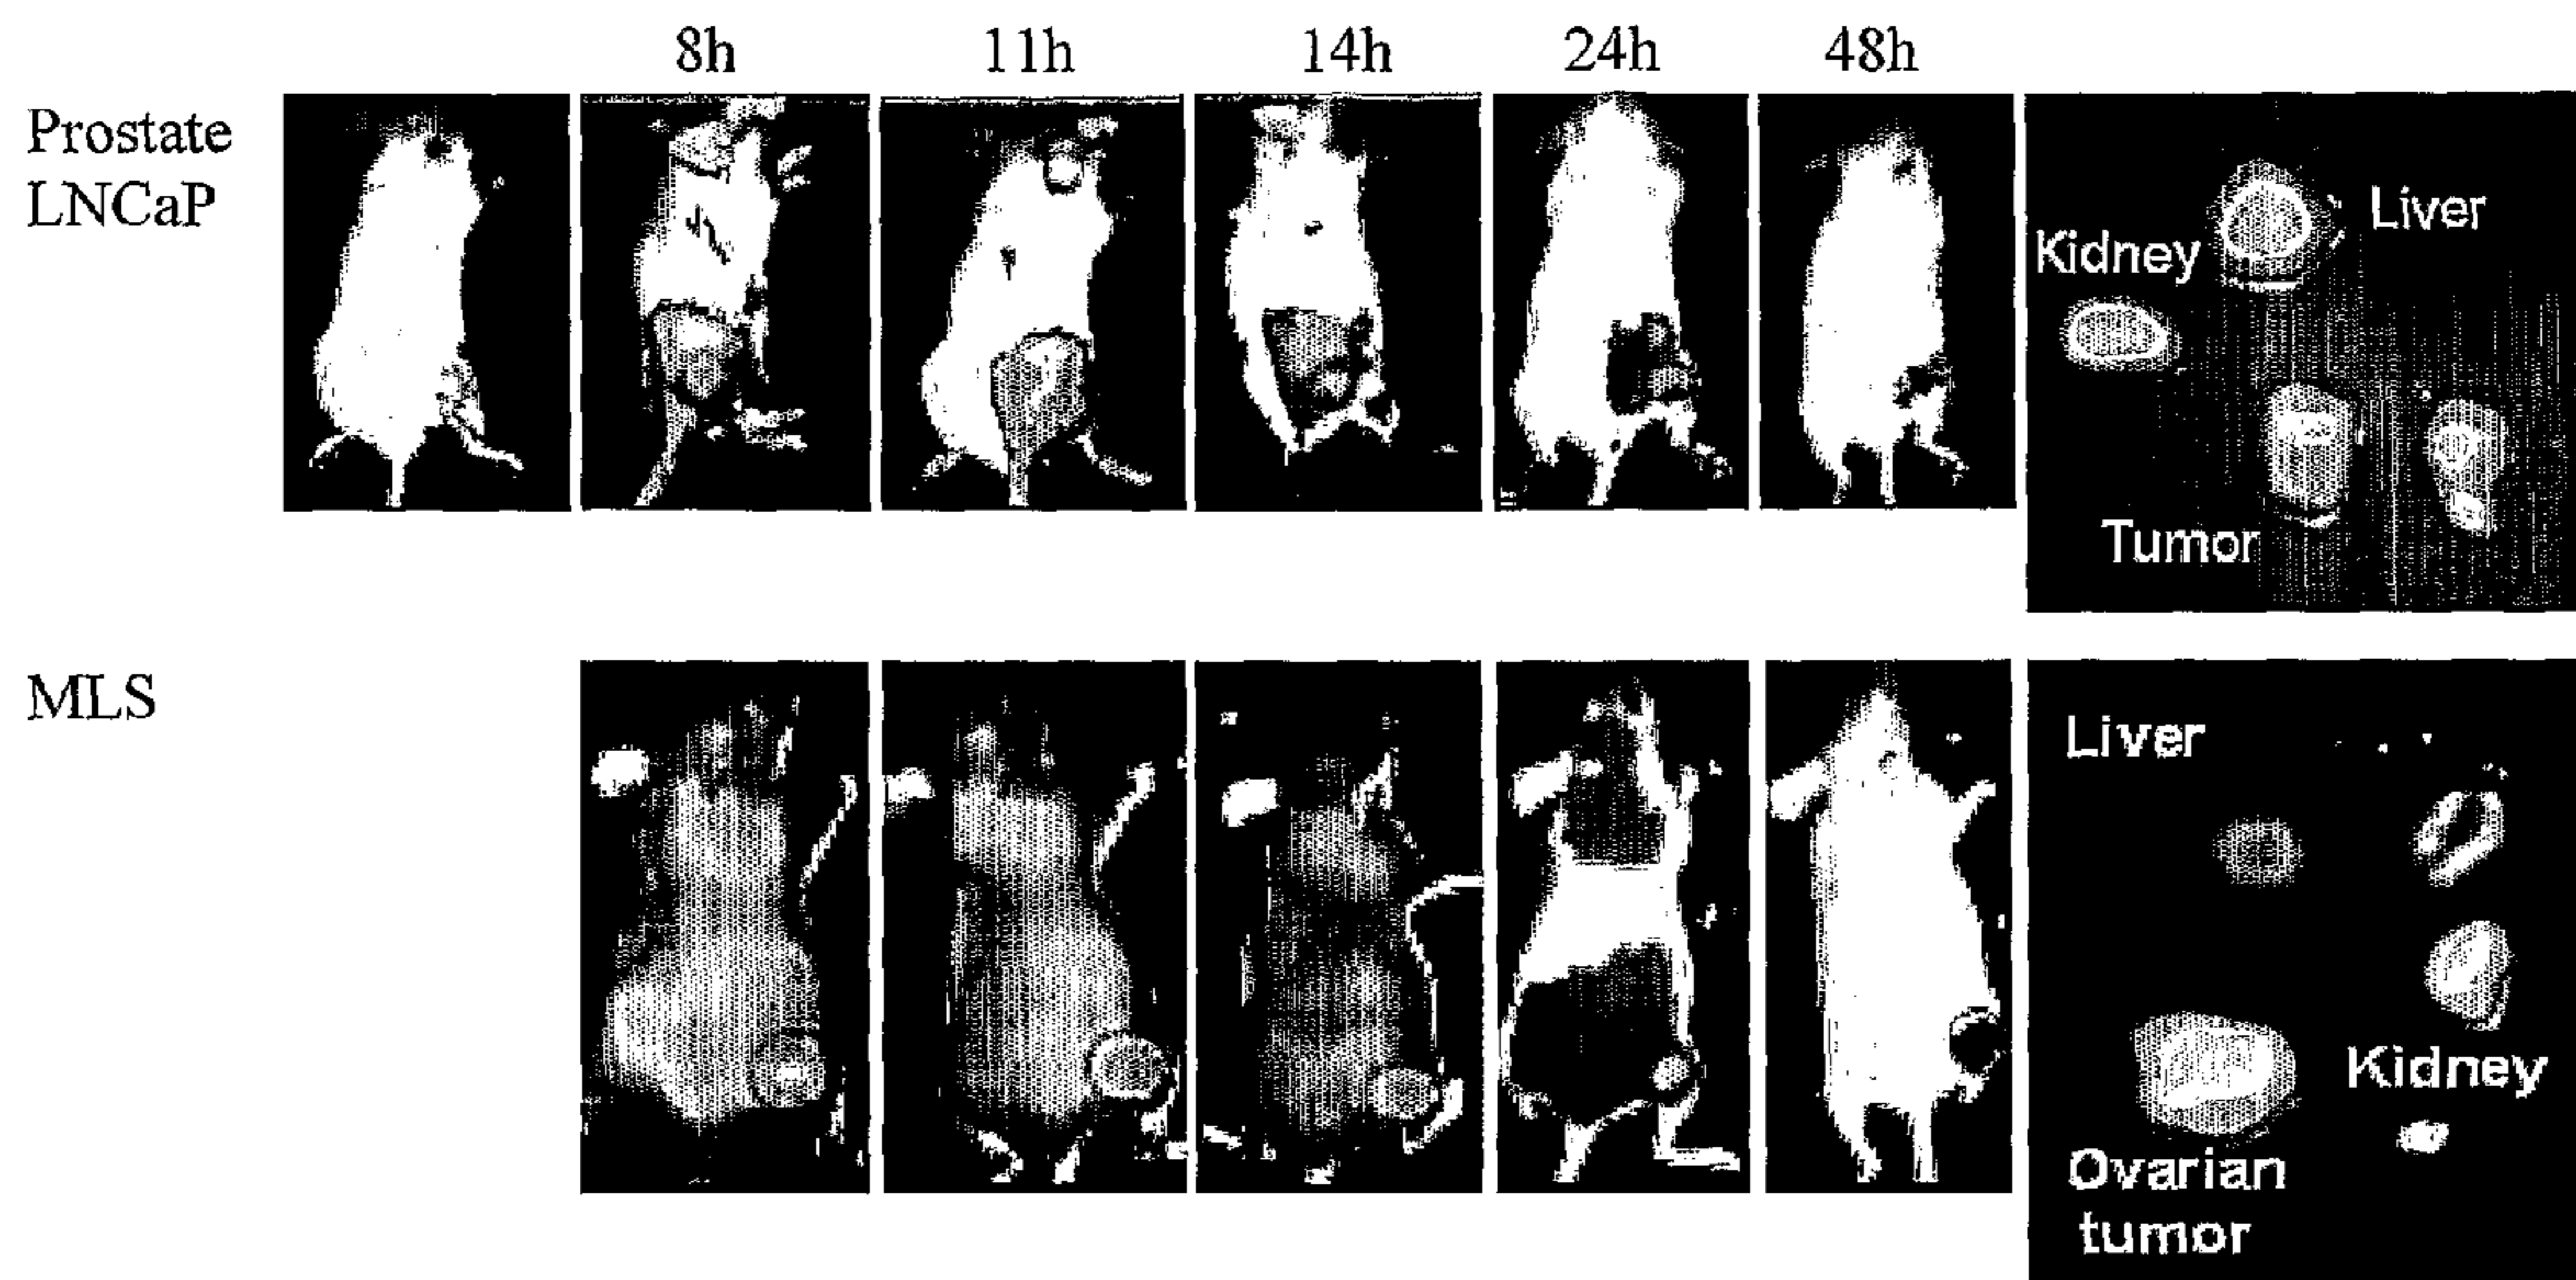 8h 11h 14h 24h 48h
Prostate
LNCaP
Liver
Kidney
Tumor
MLS
Liver
Kidney
Ovarian
tumor